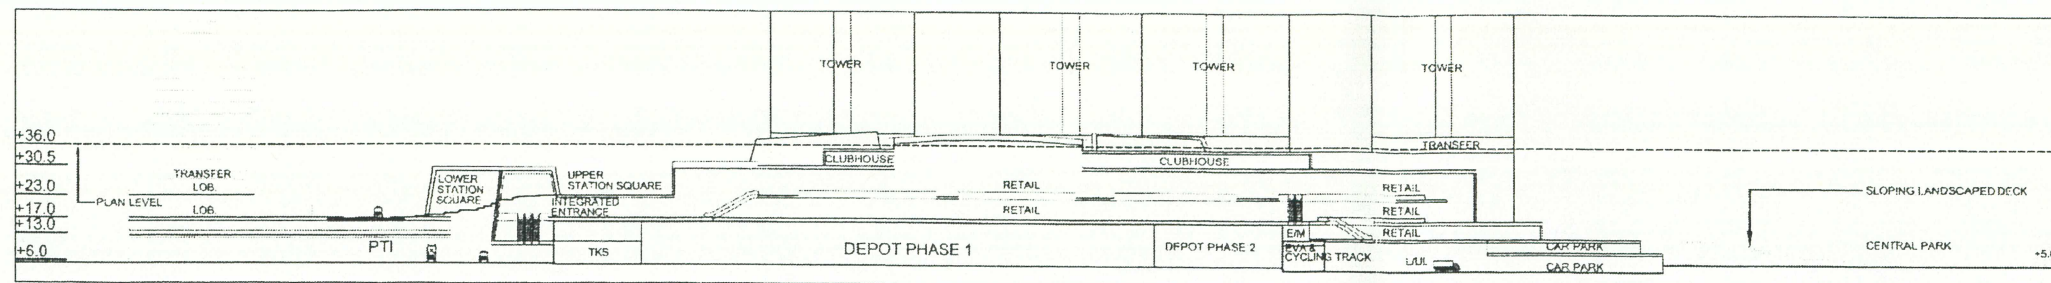 TOWER
TOWER
TOWER
TOWER
+36.0
+30.5
+23.0
+17.0
+13.0
+6.0
PLAN LEVEL
TRANSFER
LOB.
LOB.
PTI
LOWER
STATION
SQUARE
UPPER
STATION SQUARE
INTEGRATED
ENTRANCE
TKS
CLUBHOUSE
CLUBHOUSE
TRANSFER
RETAIL
RETAIL
RETAIL
RETAIL
RETAIL
DEPOT PHASE 1
DEPOT PHASE 2
E/M
EVA &
CYCLING TRACK
L/UL
CAR PARK
CAR PARK
SLOPING LANDSCAPED DECK
CENTRAL PARK